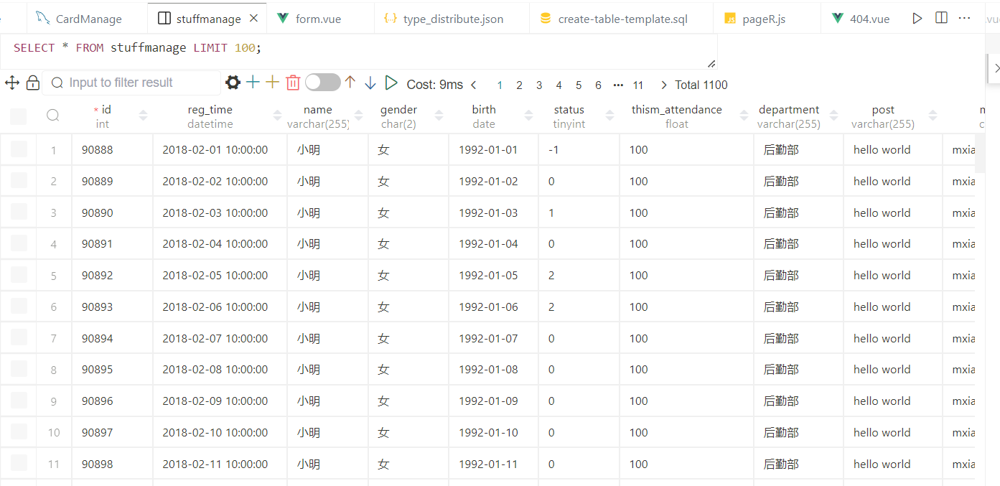 CardManage stuffmanage form.vue type_distribute.json create-table-template.sql pageR.js 404.vue
SELECT * FROM stuffmanage LIMIT 100;
Input to filter result Cost: 9ms 1 2 3 4 5 6 ··· 11 Total 1100
* id reg_time name gender birth status thism_attendance department post
int datetime varchar(255) char(2) date tinyint float varchar(255) varchar(255)
1 90888 2018-02-01 10:00:00 小明 女 1992-01-01 -1 100 后勤部 hello world mxia
2 90889 2018-02-02 10:00:00 小明 女 1992-01-02 0 100 后勤部 hello world mxia
3 90890 2018-02-03 10:00:00 小明 女 1992-01-03 1 100 后勤部 hello world mxia
4 90891 2018-02-04 10:00:00 小明 女 1992-01-04 0 100 后勤部 hello world mxia
5 90892 2018-02-05 10:00:00 小明 女 1992-01-05 2 100 后勤部 hello world mxia
6 90893 2018-02-06 10:00:00 小明 女 1992-01-06 2 100 后勤部 hello world mxia
7 90894 2018-02-07 10:00:00 小明 女 1992-01-07 0 100 后勤部 hello world mxia
8 90895 2018-02-08 10:00:00 小明 女 1992-01-08 0 100 后勤部 hello world mxia
9 90896 2018-02-09 10:00:00 小明 女 1992-01-09 0 100 后勤部 hello world mxia
10 90897 2018-02-10 10:00:00 小明 女 1992-01-10 0 100 后勤部 hello world mxia
11 90898 2018-02-11 10:00:00 小明 女 1992-01-11 0 100 后勤部 hello world mxia